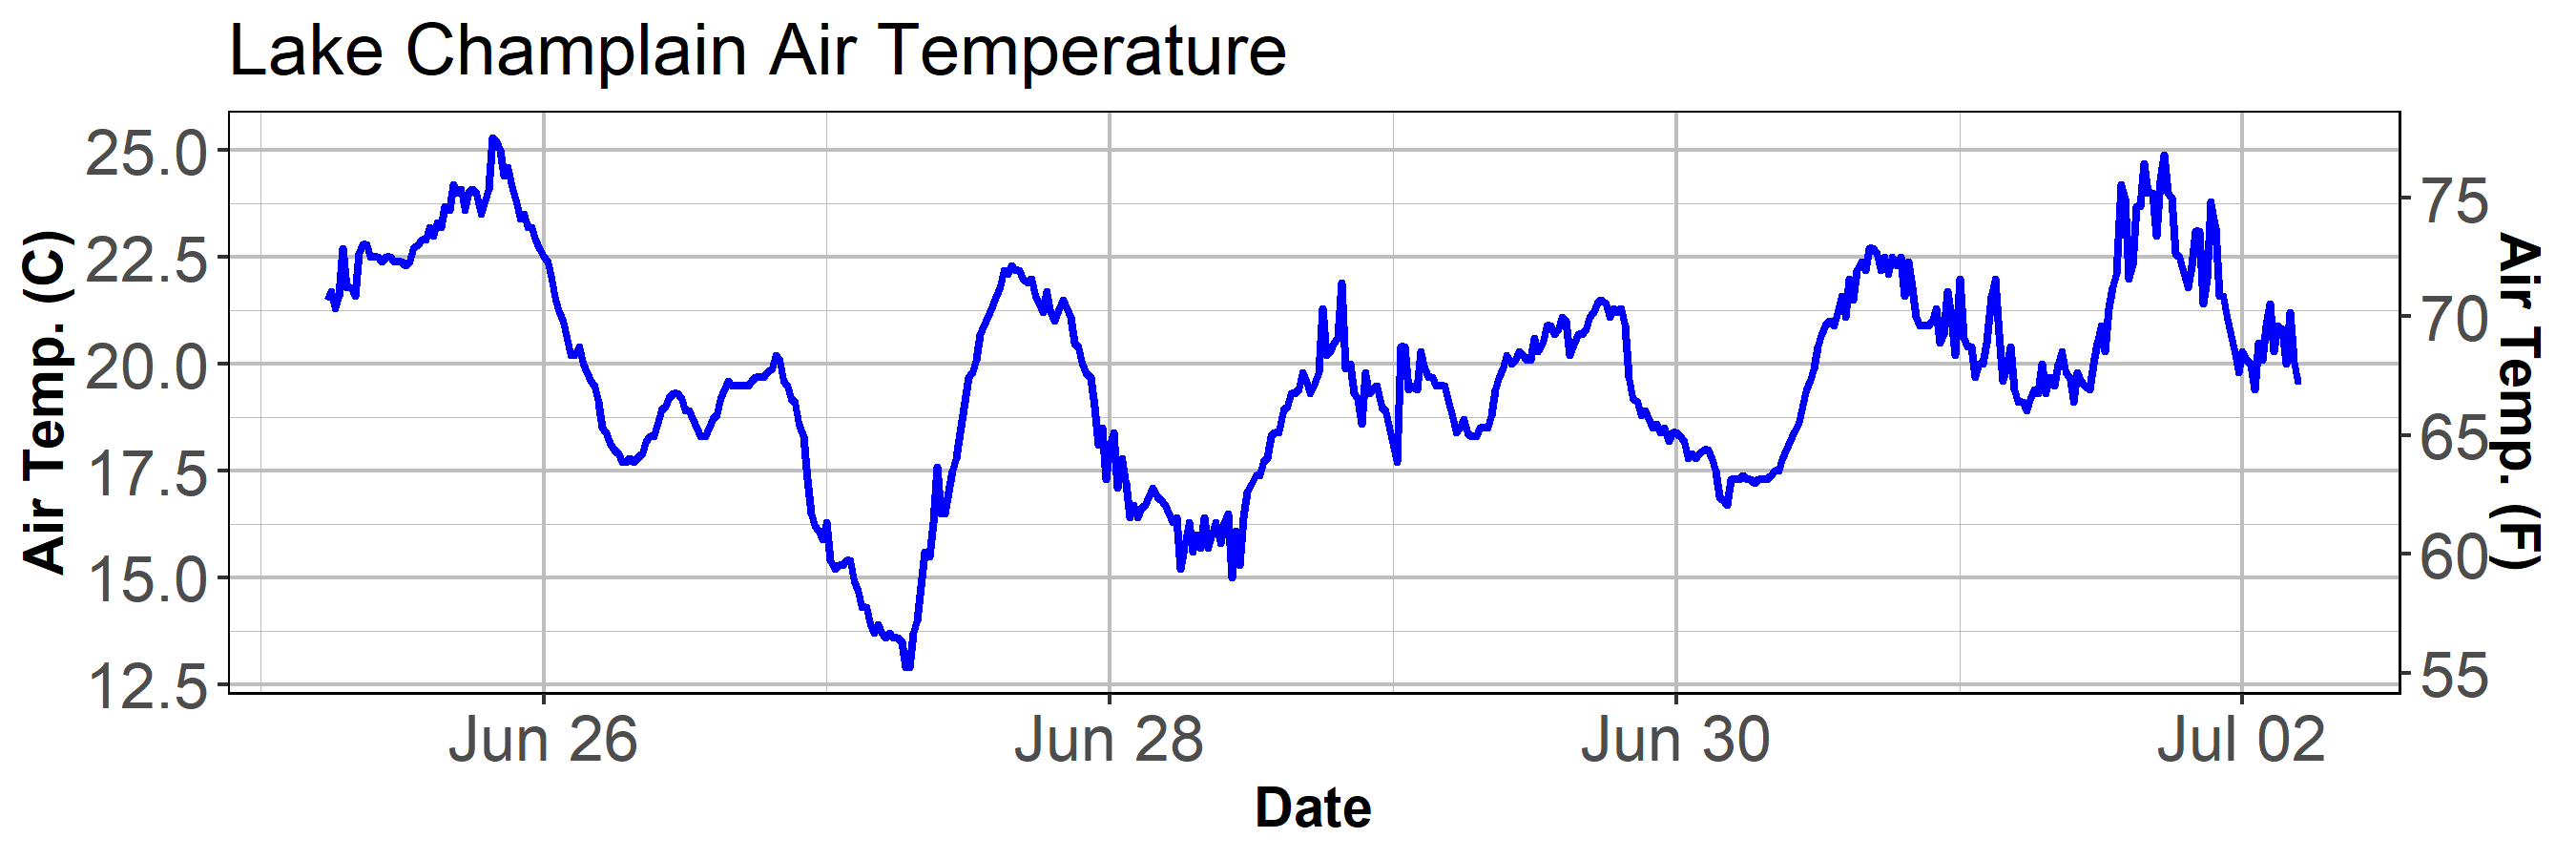 Lake Champlain Air Temperature
Air Temp. (C)
25.0
22.5
20.0
17.5
15.0
12.5
75
70
65
60
55
Air Temp. (F)
Jun 26
Jun 28
Jun 30
Jul 02
Date